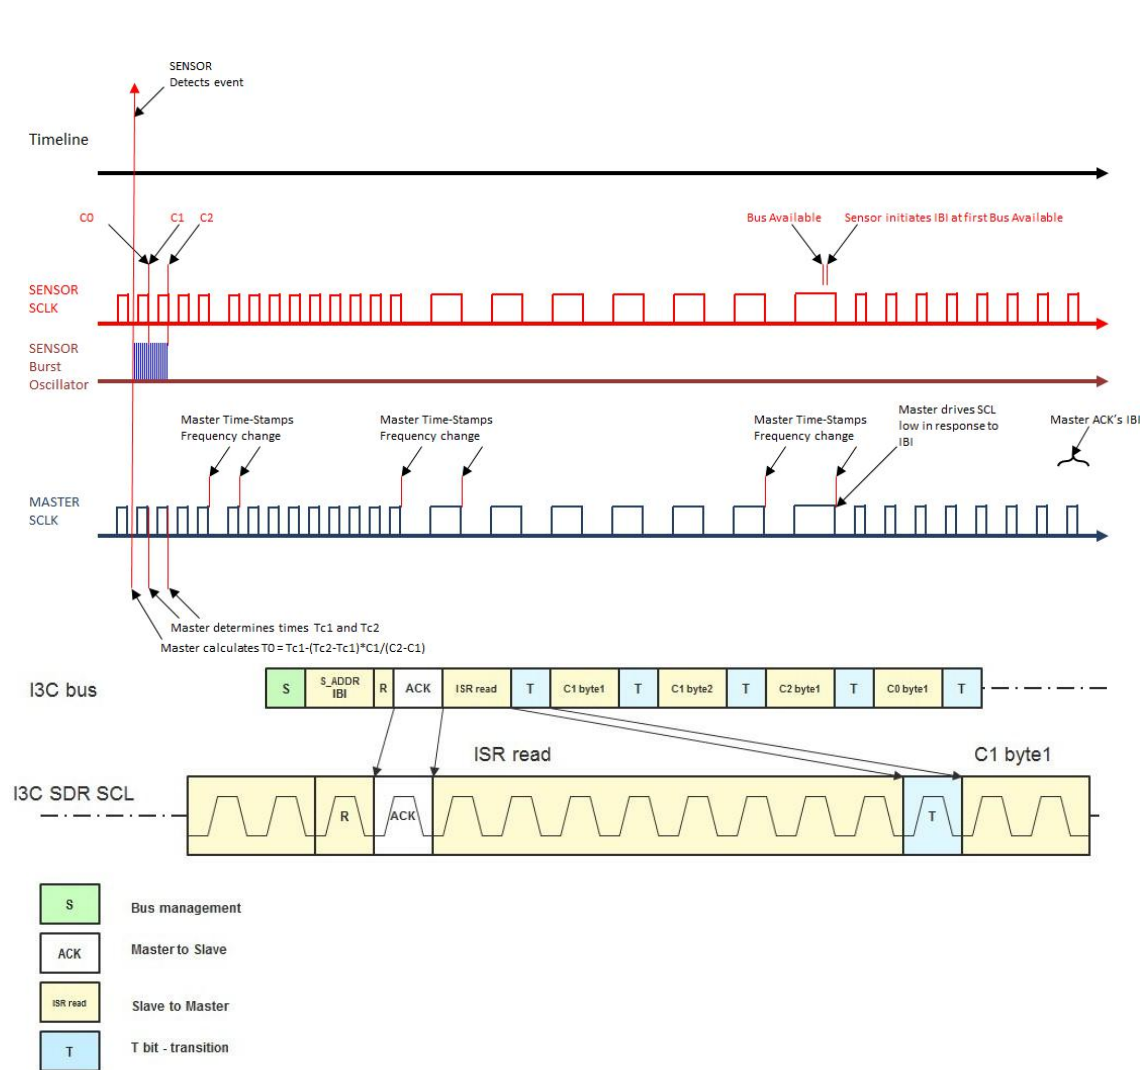 SENSOR
Detects event
Timeline
C0
C1
C2
Bus Available
Sensor initiates IBI at first Bus Available
SENSOR
SCLK
SENSOR
Burst
Oscillator
Master Time-Stamps
Frequency change
Master Time-Stamps
Frequency change
Master Time-Stamps
Frequency change
Master drives SCL
low in response to
IBI
Master ACK's IBI
MASTER
SCLK
Master determines times Tc1 and Tc2
Master calculates T0 = Tc1-(Tc2-Tc1)*C1/(C2-C1)
I3C bus
S
S_ADDR
IBI
R
ACK
ISR read
T
C1 byte1
T
C1 byte2
T
C2 byte1
T
C0 byte1
T
ISR read
C1 byte1
I3C SDR SCL
R
ACK
T
S
Bus management
ACK
Master to Slave
ISR read
Slave to Master
T
T bit - transition